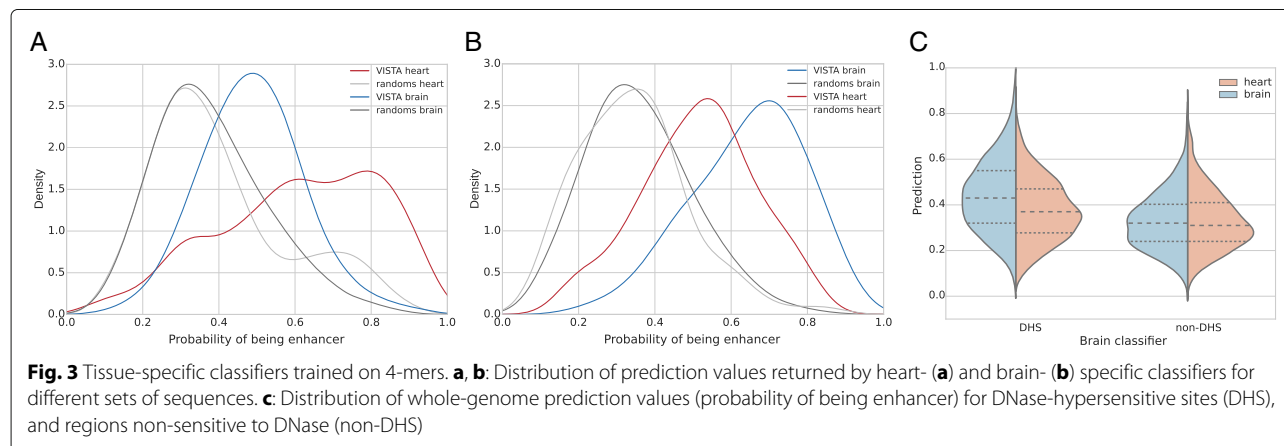 A
B
C
3.0
2.5
2.0
1.5
1.0
0.5
0.0
Density
0.0 0.2 0.4 0.6 0.8 1.0
Probability of being enhancer
VISTA heart
randoms heart
VISTA brain
randoms brain
3.0
2.5
2.0
1.5
1.0
0.5
0.0
Density
0.0 0.2 0.4 0.6 0.8 1.0
Probability of being enhancer
VISTA brain
randoms brain
VISTA heart
randoms heart
1.0
0.8
0.6
0.4
0.2
0.0
Prediction
heart
brain
DHS non-DHS
Brain classifier
Fig. 3 Tissue-specific classifiers trained on 4-mers. a, b: Distribution of prediction values returned by heart- (a) and brain- (b) specific classifiers for
different sets of sequences. c: Distribution of whole-genome prediction values (probability of being enhancer) for DNase-hypersensitive sites (DHS),
and regions non-sensitive to DNase (non-DHS)